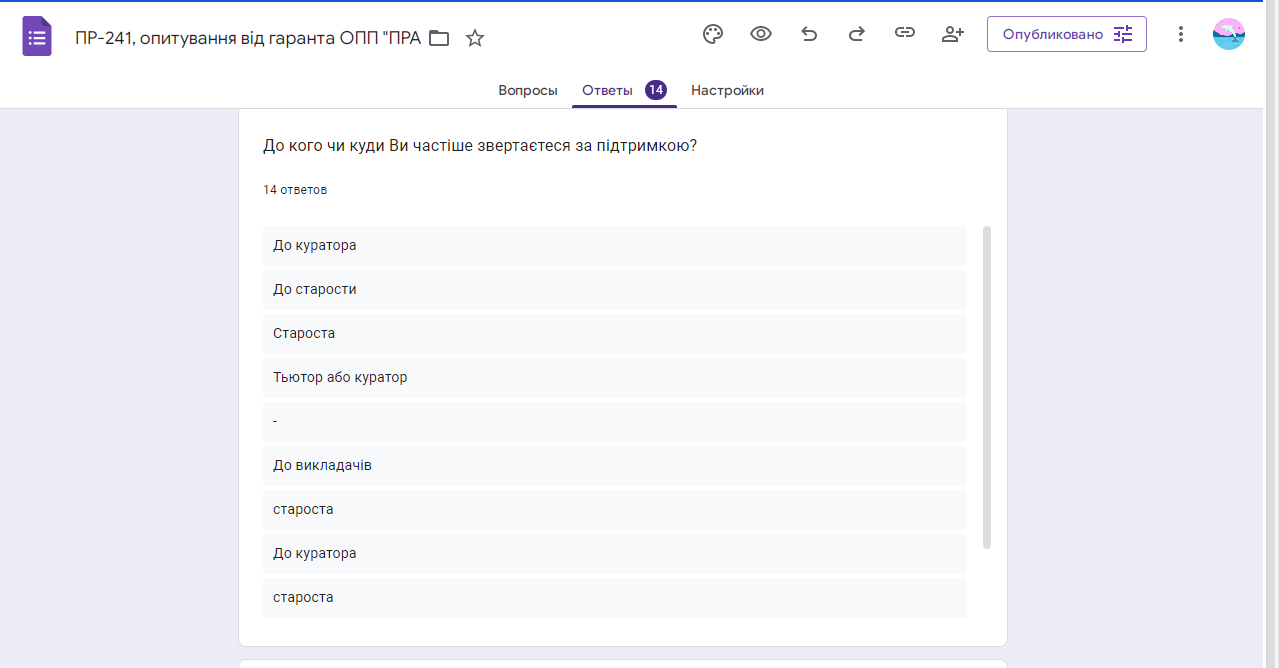 ПР-241, опитування від гаранта ОПП "ПРА
Опубликовано
Вопросы
Ответы 14
Настройки
До кого чи куди Ви частіше звертаєтеся за підтримкою?
14 ответов
До куратора
До старости
Староста
Тьютор або куратор
-
До викладачів
староста
До куратора
староста